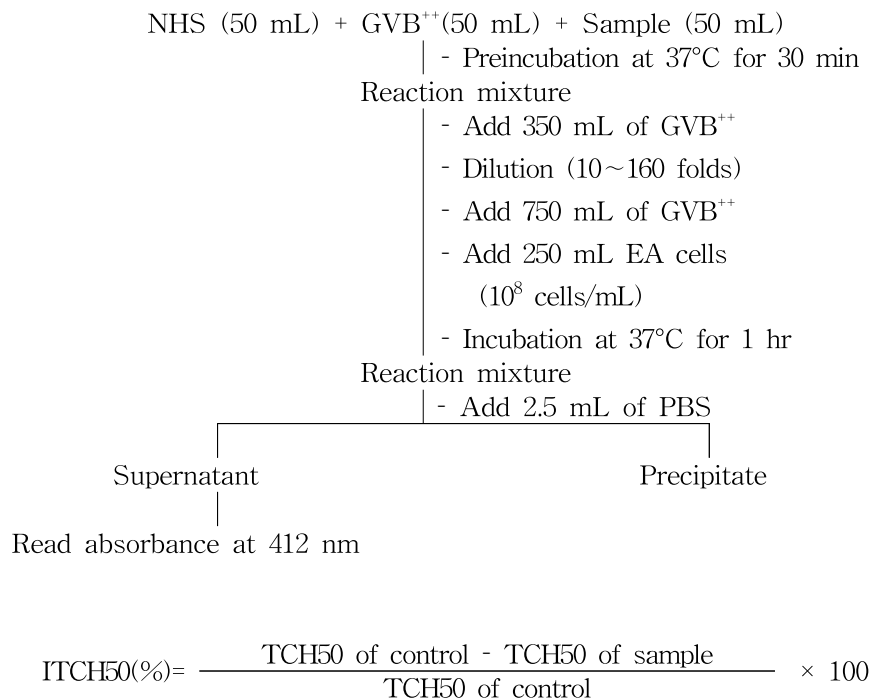 NHS (50 mL) + GVB⁺⁺(50 mL) + Sample (50 mL)
- Preincubation at 37°C for 30 min
Reaction mixture
- Add 350 mL of GVB⁺⁺
- Dilution (10~160 folds)
- Add 750 mL of GVB⁺⁺
- Add 250 mL EA cells
(10⁸ cells/mL)
- Incubation at 37°C for 1 hr
Reaction mixture
- Add 2.5 mL of PBS
Supernatant Precipitate
Read absorbance at 412 nm
TCH50 of control - TCH50 of sample
ITCH50(%)= × 100
TCH50 of control